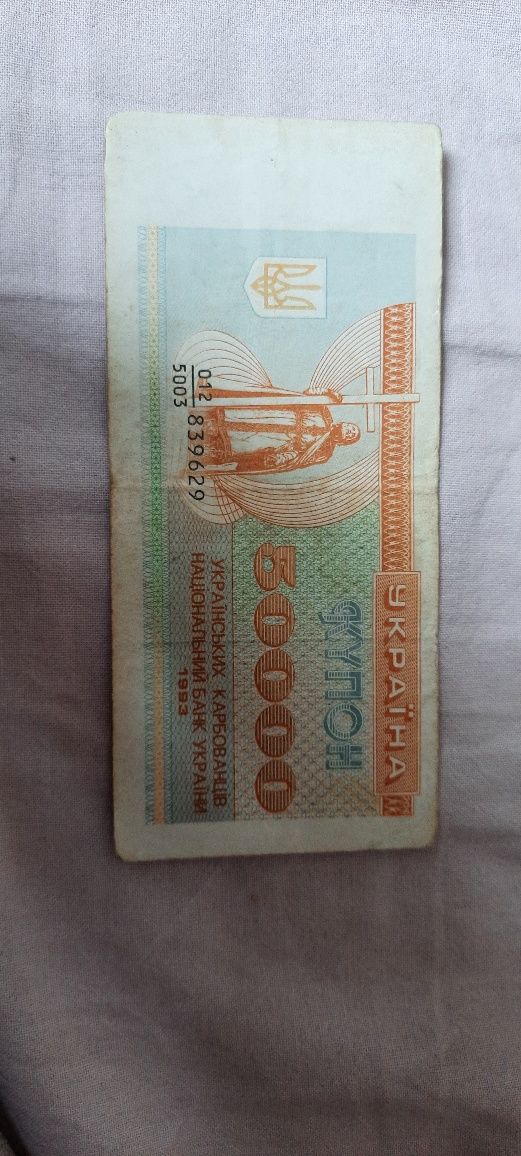 УКРАЇНА
КУПОН
50000
УКРАЇНСЬКИХ КАРБОВАНЦІВ
НАЦІОНАЛЬНИЙ БАНК УКРАЇНИ
1993
012
5003 839629